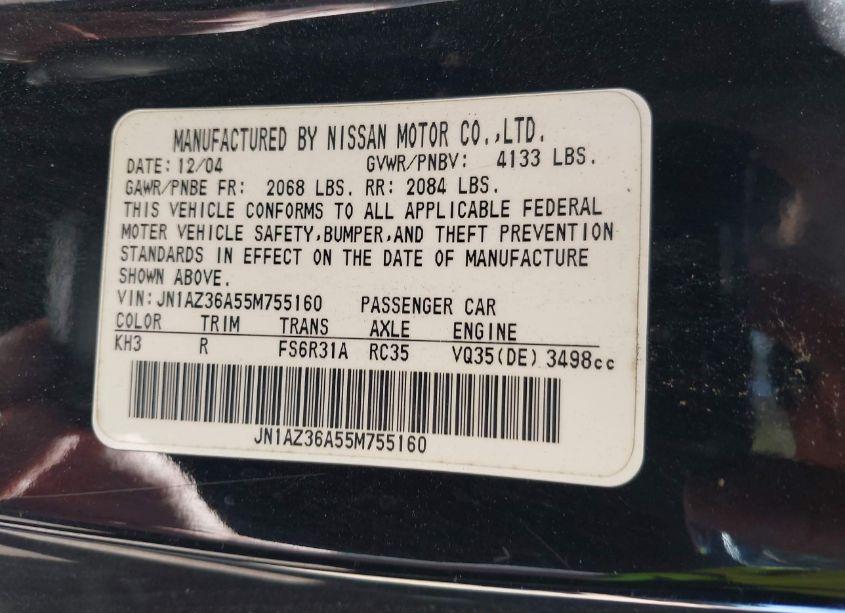 MANUFACTURED BY NISSAN MOTOR CO.,LTD.
DATE: 12/04 GVWR/PNBV: 4133 LBS.
GAWR/PNBE FR: 2068 LBS. RR: 2084 LBS.
THIS VEHICLE CONFORMS TO ALL APPLICABLE FEDERAL
MOTER VEHICLE SAFETY,BUMPER,AND THEFT PREVENTION
STANDARDS IN EFFECT ON THE DATE OF MANUFACTURE
SHOWN ABOVE.
VIN:JN1AZ36A55M755160 PASSENGER CAR
COLOR TRIM TRANS AXLE ENGINE
KH3 R FS6R31A RC35 VQ35(DE) 3498cc
JN1AZ36A55M755160